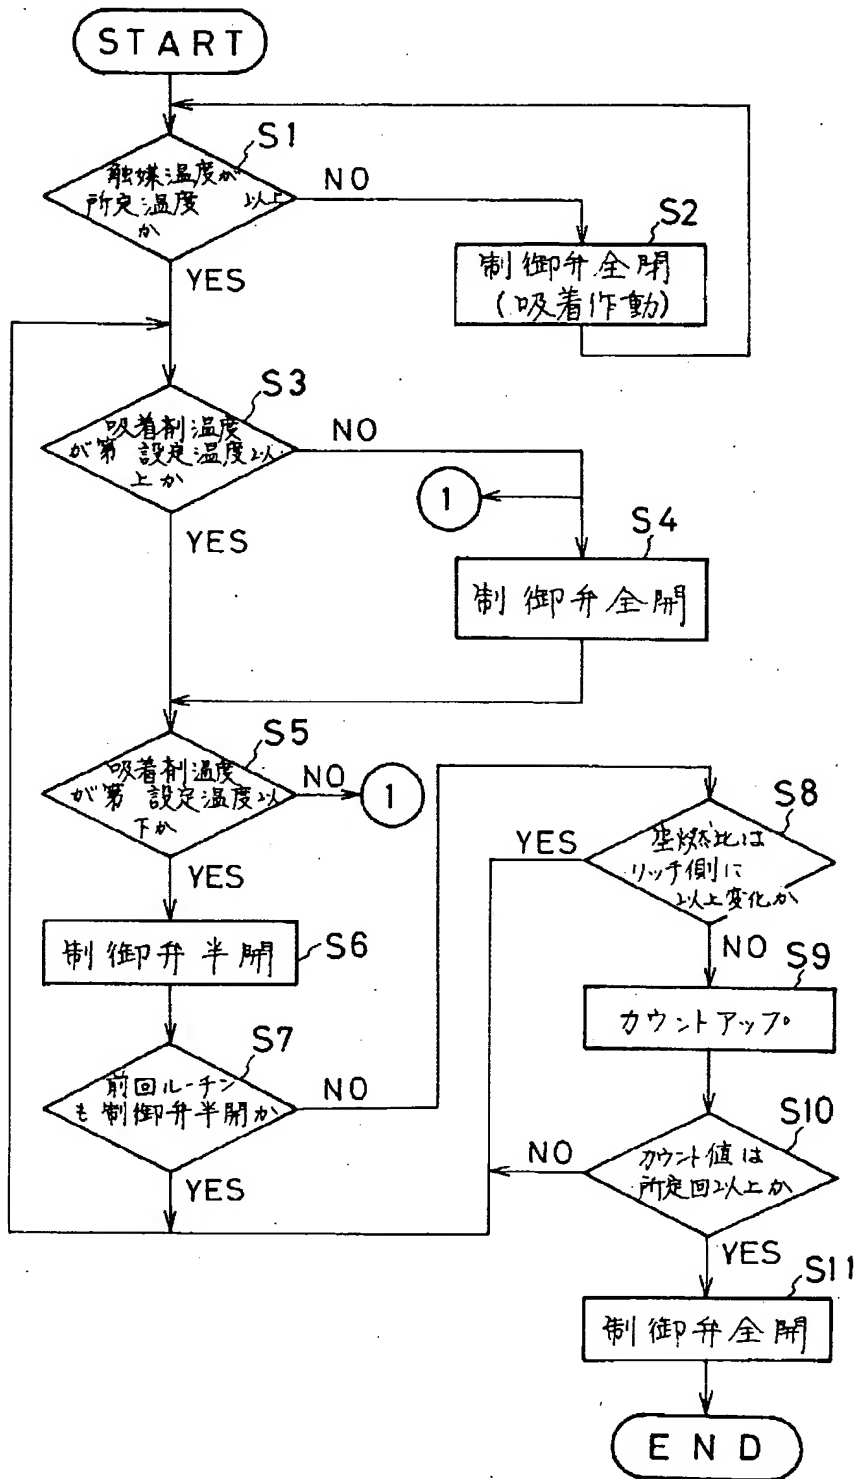 START
S1
触媒温度が
所定温度 以上
か
NO
YES
S2
制御弁全閉
(吸着作動)
S3
吸着剤温度
が第 設定温度以
上か
NO
YES
1
S4
制御弁全開
S5
吸着剤温度
が第 設定温度以
下か
NO
1
YES
S6
制御弁半開
S7
前回ルーチン
も制御弁半開か
NO
YES
S8
空燃比は
リッチ側に
以上変化か
YES
NO
S9
カウントアップ
S10
カウント値は
所定回以上か
NO
YES
S11
制御弁全開
END